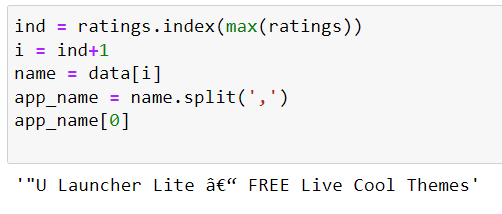 ind = ratings.index(max(ratings))
i = ind+1
name = data[i]
app_name = name.split(',')
app_name[0]
'"U Launcher Lite â€“ FREE Live Cool Themes'